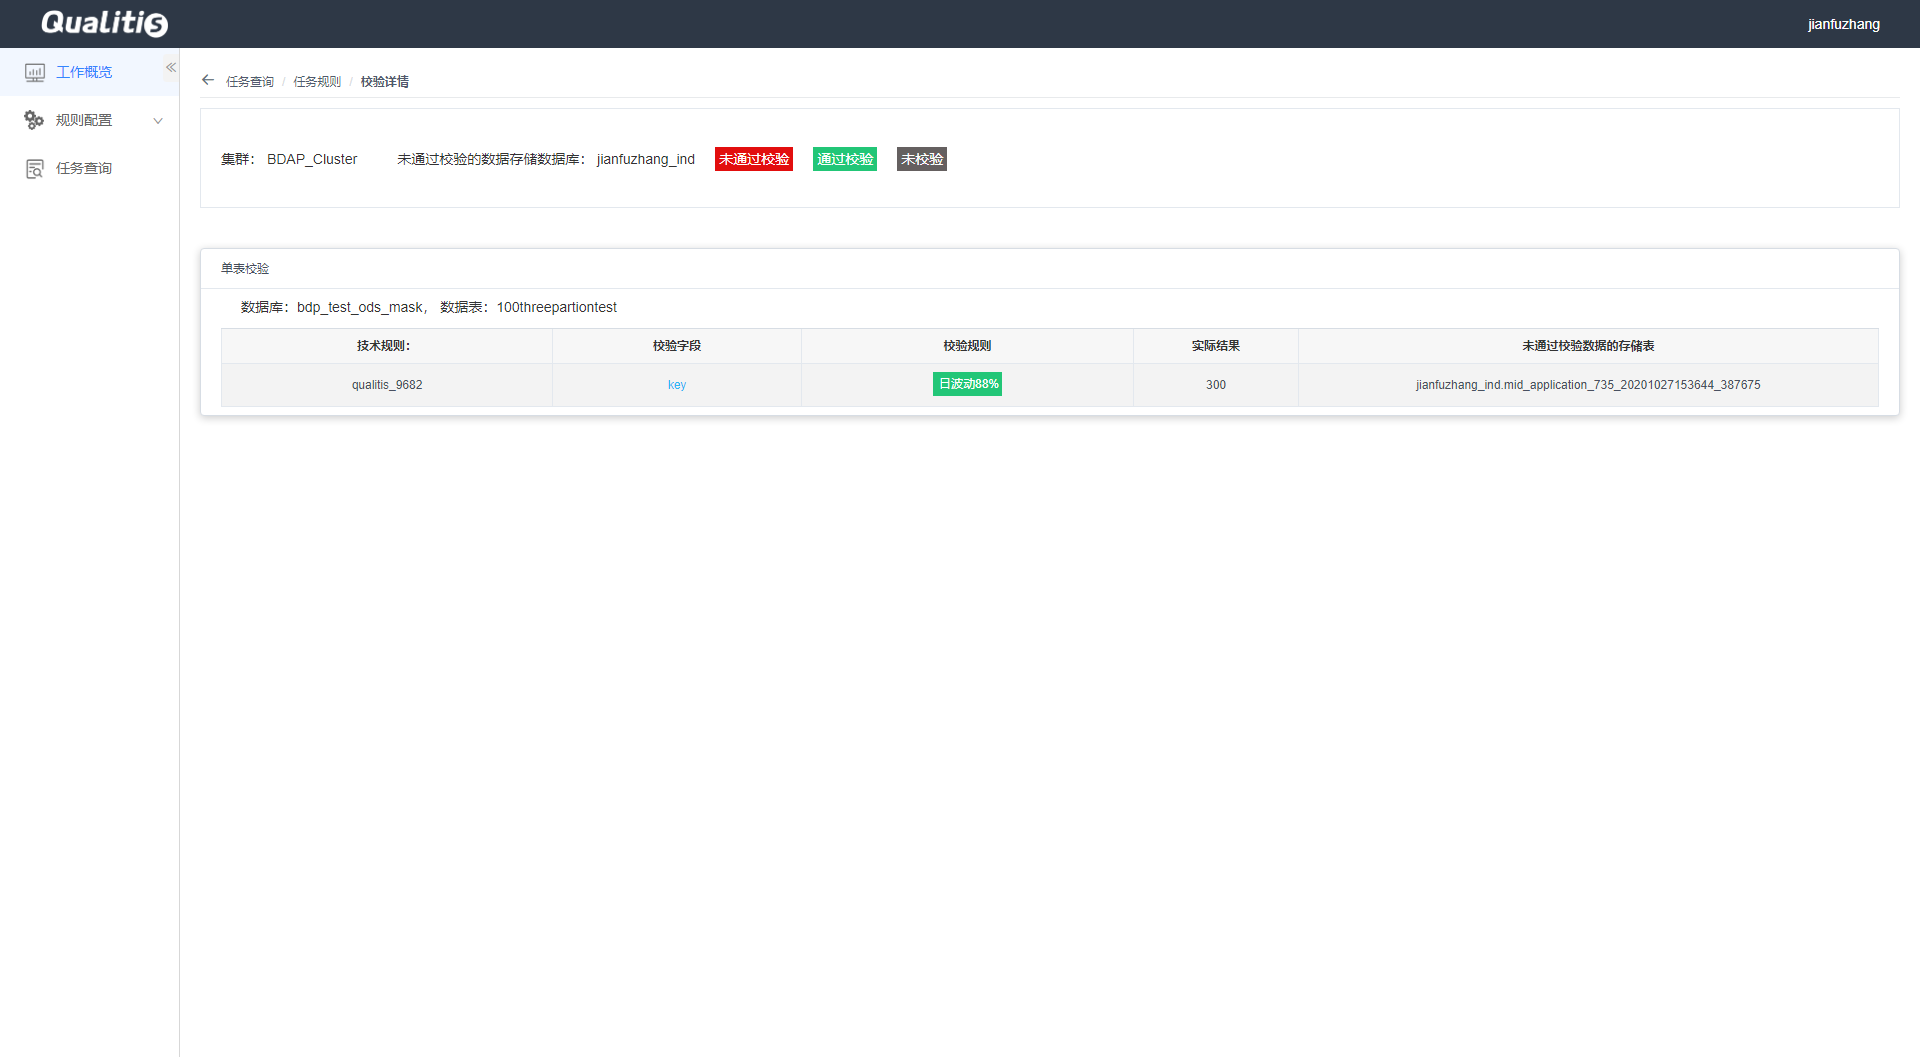 Qualitis
jianfuzhang
工作概览
规则配置
任务查询
任务查询 / 任务规则 / 校验详情
集群： BDAP_Cluster 未通过校验的数据存储数据库： jianfuzhang_ind 未通过校验 通过校验 未校验
单表校验
数据库：bdp_test_ods_mask， 数据表：100threepartiontest
技术规则： 校验字段 校验规则 实际结果 未通过校验数据的存储表
qualitis_9682 key 日波动88% 300 jianfuzhang_ind.mid_application_735_20201027153644_387675